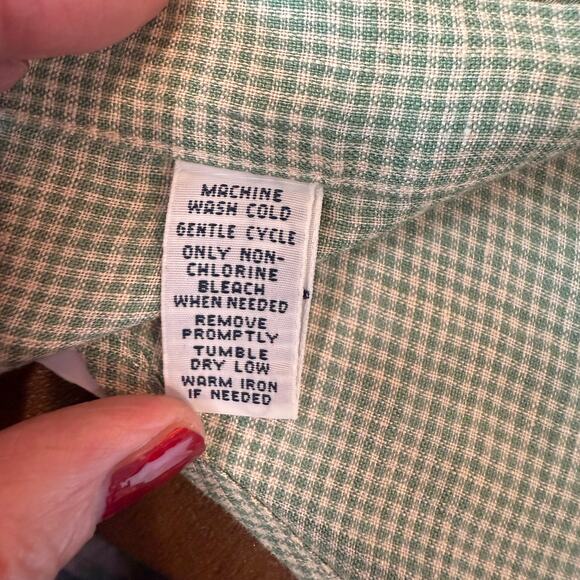 MACHINE
WASH COLD
GENTLE CYCLE
ONLY NON-
CHLORINE
BLEACH
WHEN NEEDED
REMOVE
PROMPTLY
TUMBLE
DRY LOW
WARM IRON
IF NEEDED